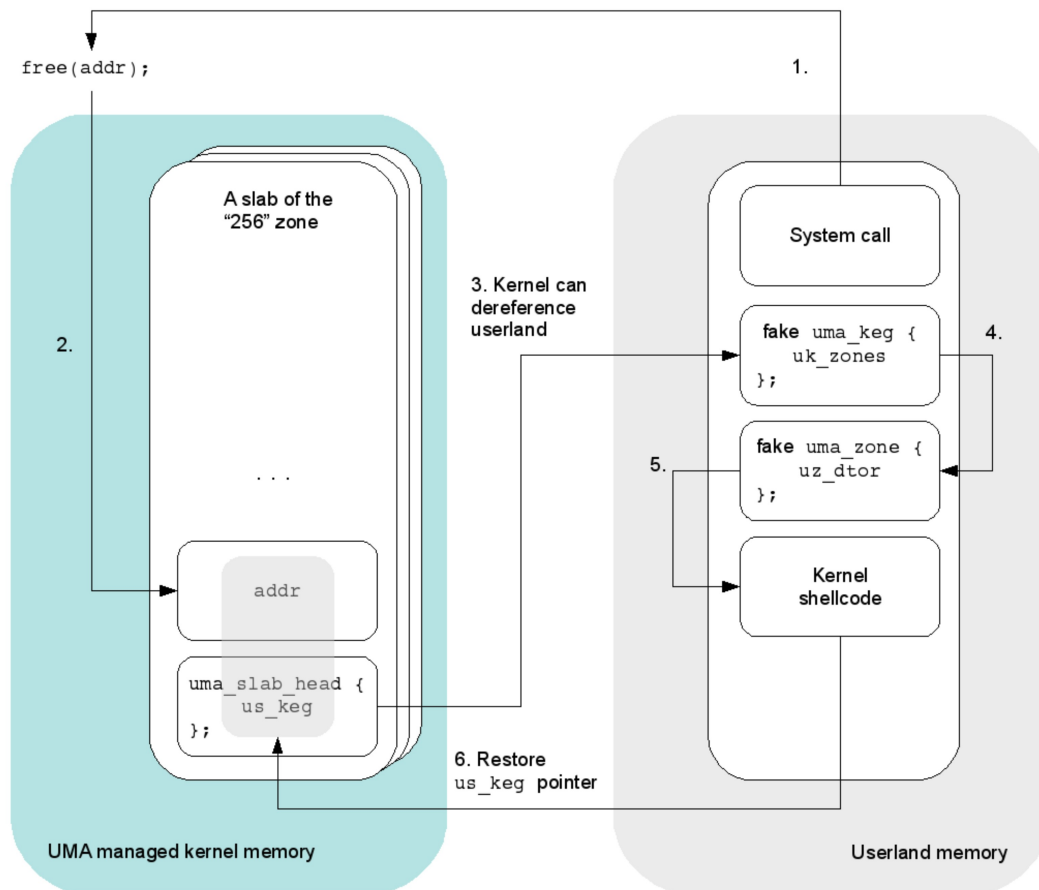 1.
free(addr);
A slab of the
“256” zone
System call
3. Kernel can
dereference
userland
2.
fake uma_keg {
uk_zones
};
4.
fake uma_zone {
uz_dtor
};
5.
...
addr
Kernel
shellcode
uma_slab_head {
us_keg
};
6. Restore
us_keg pointer
UMA managed kernel memory
Userland memory